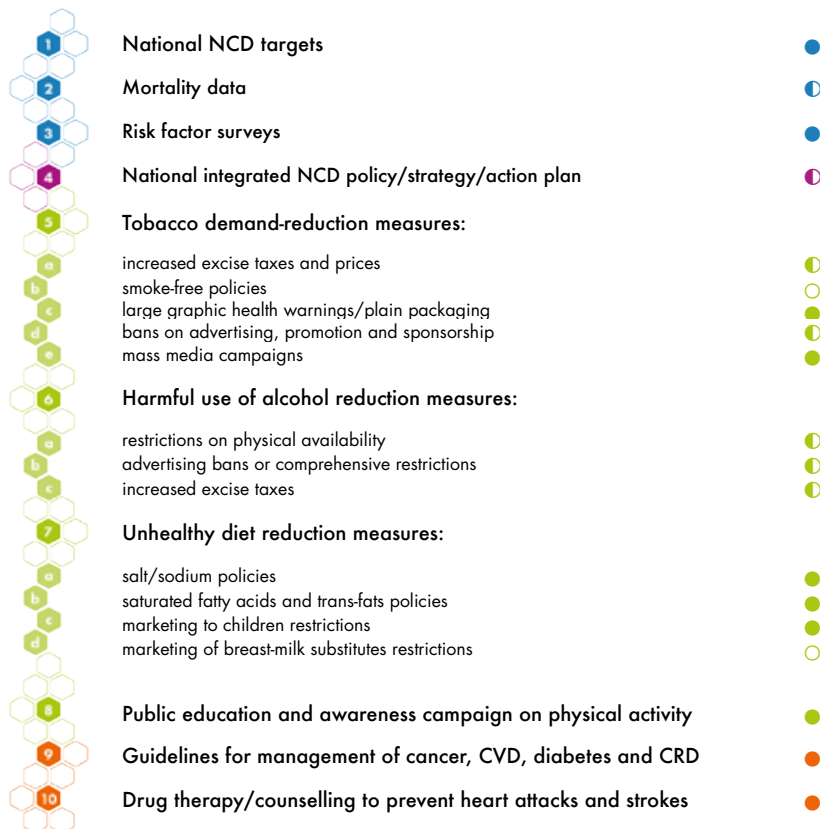 1 National NCD targets
2 Mortality data
3 Risk factor surveys
4 National integrated NCD policy/strategy/action plan
5 Tobacco demand-reduction measures:
a increased excise taxes and prices
b smoke-free policies
c large graphic health warnings/plain packaging
d bans on advertising, promotion and sponsorship
e mass media campaigns
6 Harmful use of alcohol reduction measures:
a restrictions on physical availability
b advertising bans or comprehensive restrictions
c increased excise taxes
7 Unhealthy diet reduction measures:
a salt/sodium policies
b saturated fatty acids and trans-fats policies
c marketing to children restrictions
d marketing of breast-milk substitutes restrictions
8 Public education and awareness campaign on physical activity
9 Guidelines for management of cancer, CVD, diabetes and CRD
10 Drug therapy/counselling to prevent heart attacks and strokes